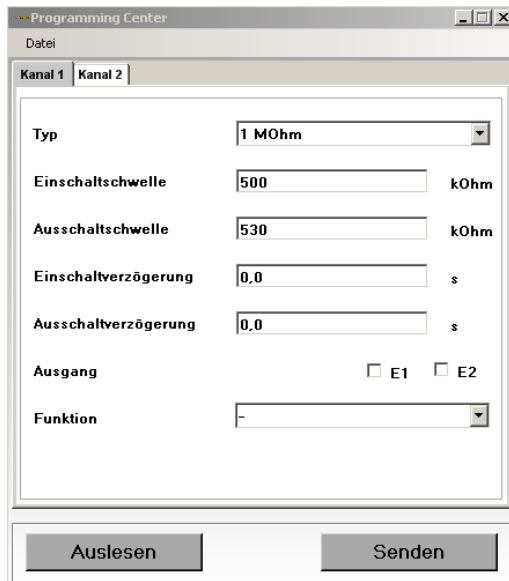 Programming Center
Datei
Kanal 1 Kanal 2
Typ 1 MOhm
Einschaltschwelle 500 kOhm
Ausschaltschwelle 530 kOhm
Einschaltverzögerung 0,0 s
Ausschaltverzögerung 0,0 s
Ausgang E1 E2
Funktion -
Auslesen Senden